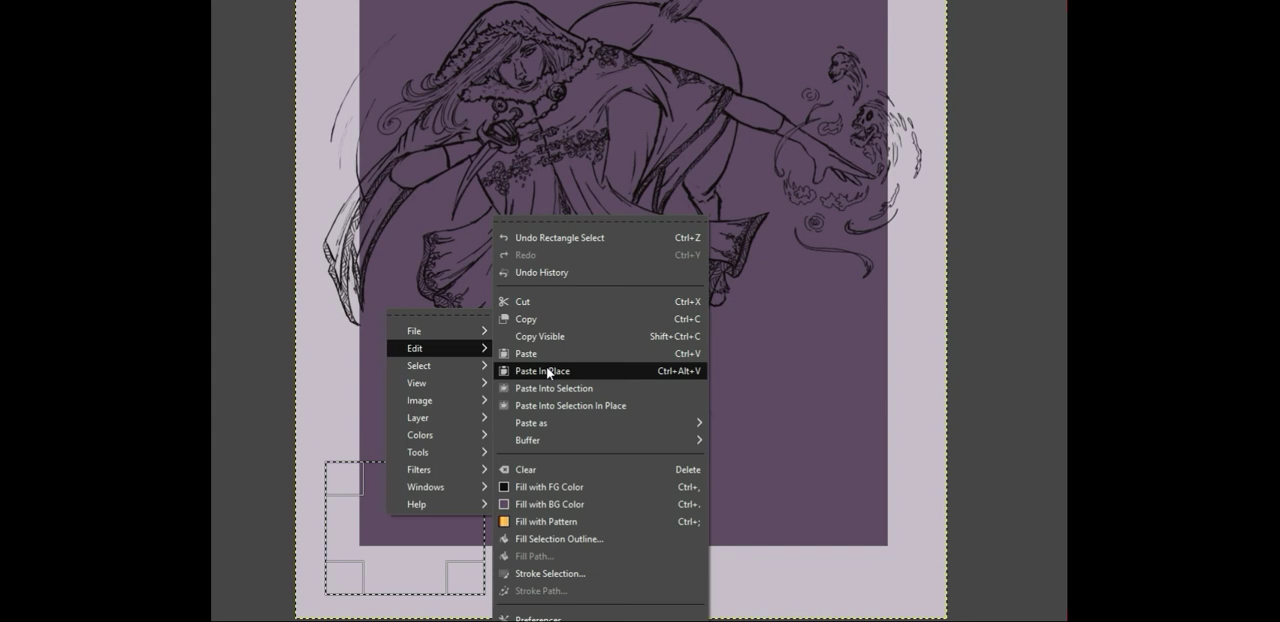 Undo Rectangle Select Ctrl+Z
Redo Ctrl+Y
Undo History
Cut Ctrl+X
Copy Ctrl+C
Copy Visible Shift+Ctrl+C
Paste Ctrl+V
Paste In Place Ctrl+Alt+V
Paste Into Selection
Paste Into Selection In Place
Paste as
Buffer
Clear Delete
Fill with FG Color Ctrl+,
Fill with BG Color Ctrl+.
Fill with Pattern Ctrl+;
Fill Selection Outline...
Fill Path...
Stroke Selection...
Stroke Path...
Preferences
File
Edit
Select
View
Image
Layer
Colors
Tools
Filters
Windows
Help